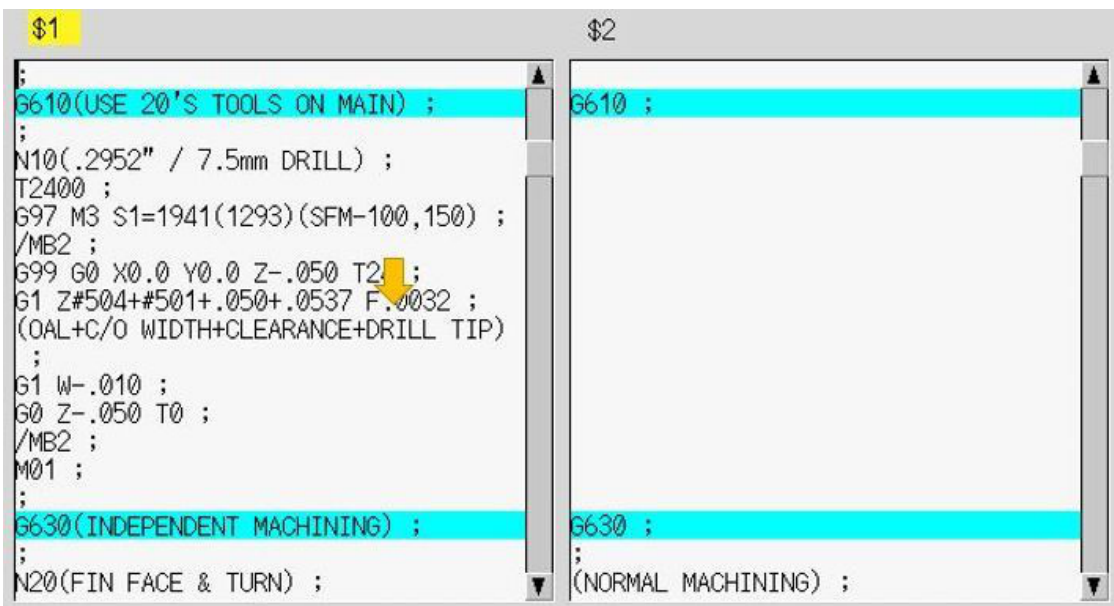 $1
;
G610(USE 20'S TOOLS ON MAIN) ;
;
N10(.2952" / 7.5mm DRILL) ;
T2400 ;
G97 M3 S1=1941(1293)(SFM-100,150) ;
/MB2 ;
G99 G0 X0.0 Y0.0 Z-.050 ;
G1 Z#504+#501+.050+.0537 F.0032 ;
(OAL+C/O WIDTH+CLEARANCE+DRILL TIP)
;
G1 W-.010 ;
G0 Z-.050 T0 ;
/MB2 ;
M01 ;
;
G630(INDEPENDENT MACHINING) ;
;
N20(FIN FACE & TURN) ;
$2
G610 ;
G630 ;
;
(NORMAL MACHINING) ;